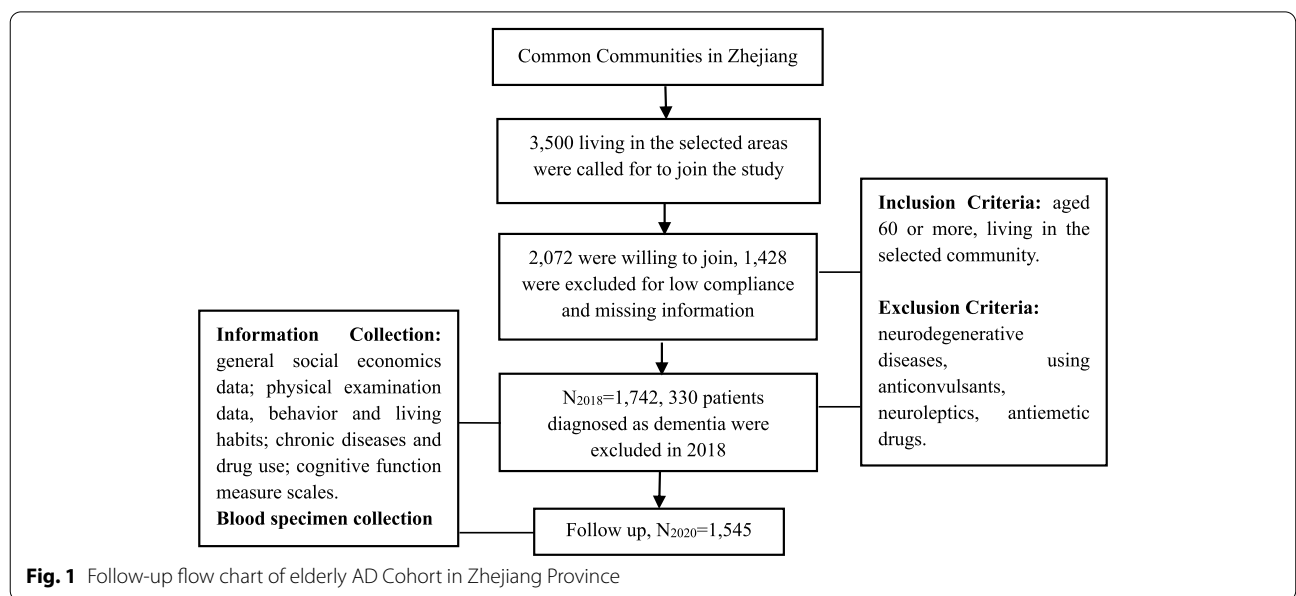 Common Communities in Zhejiang
3,500 living in the selected areas
were called for to join the study
2,072 were willing to join, 1,428
were excluded for low compliance
and missing information
Inclusion Criteria: aged
60 or more, living in the
selected community.
Exclusion Criteria:
neurodegenerative
diseases, using
anticonvulsants,
neuroleptics, antiemetic
drugs.
Information Collection:
general social economics
data; physical examination
data, behavior and living
habits; chronic diseases and
drug use; cognitive function
measure scales.
Blood specimen collection
N2018=1,742, 330 patients
diagnosed as dementia were
excluded in 2018
Follow up, N2020=1,545
Fig. 1 Follow-up flow chart of elderly AD Cohort in Zhejiang Province